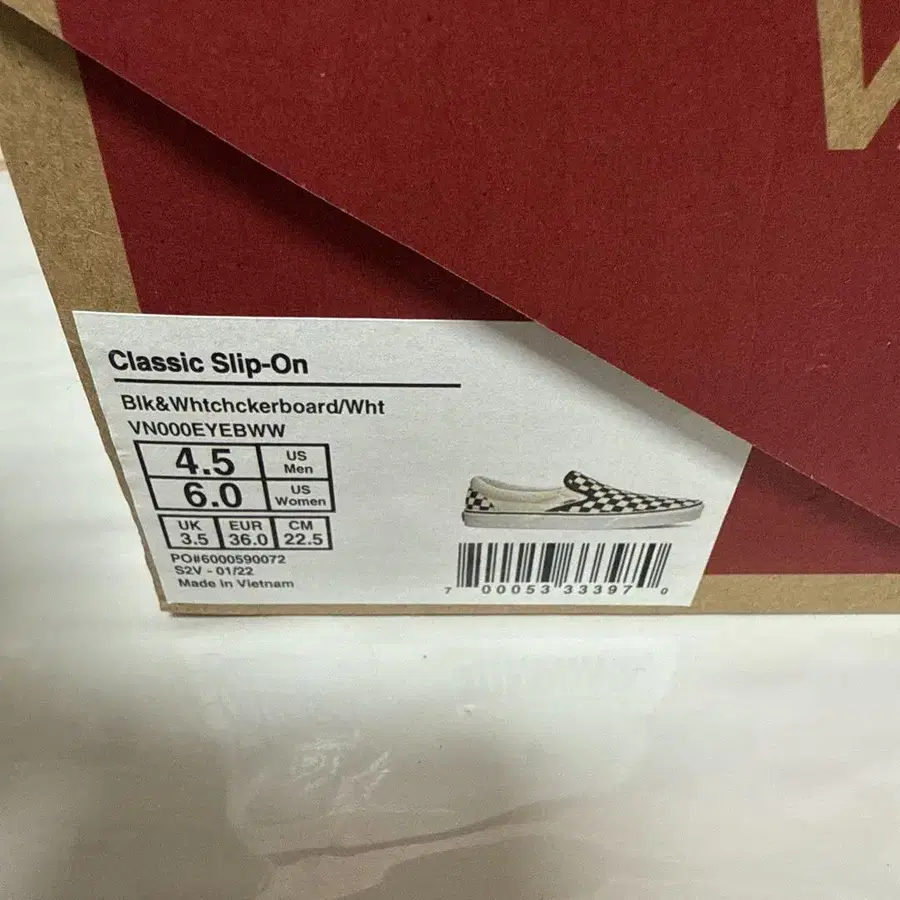 V
Classic Slip-On
Blk&Whtchckerboard/Wht
VN000EYEBWW
4.5 US Men
6.0 US Women
UK EUR CM
3.5 36.0 22.5
PO#6000590072
S2V - 01/22
Made in Vietnam
7 00053 33397 0